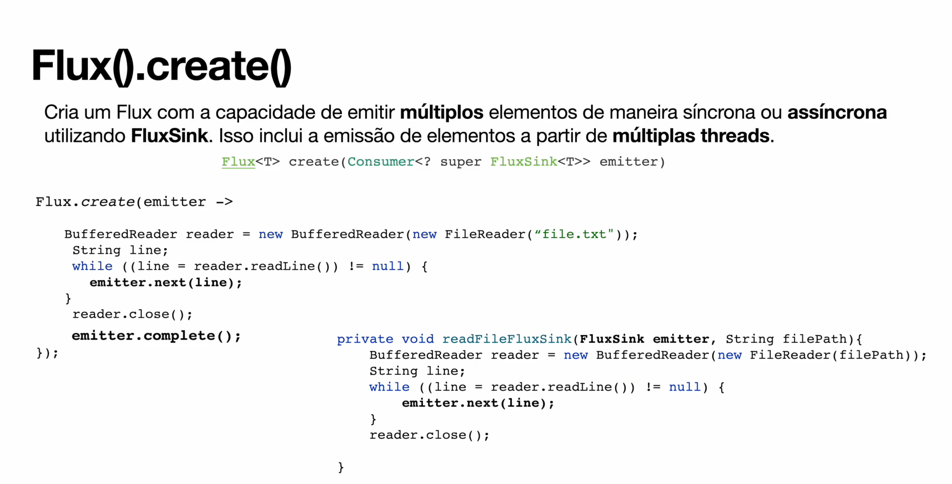 Flux().create()
Cria um Flux com a capacidade de emitir múltiplos elementos de maneira síncrona ou assíncrona
utilizando FluxSink. Isso inclui a emissão de elementos a partir de múltiplas threads.
Flux<T> create(Consumer<? super FluxSink<T>> emitter)
Flux.create(emitter ->
BufferedReader reader = new BufferedReader(new FileReader(“file.txt"));
String line;
while ((line = reader.readLine()) != null) {
emitter.next(line);
}
reader.close();
emitter.complete();
});
private void readFileFluxSink(FluxSink emitter, String filePath){
BufferedReader reader = new BufferedReader(new FileReader(filePath));
String line;
while ((line = reader.readLine()) != null) {
emitter.next(line);
}
reader.close();
}